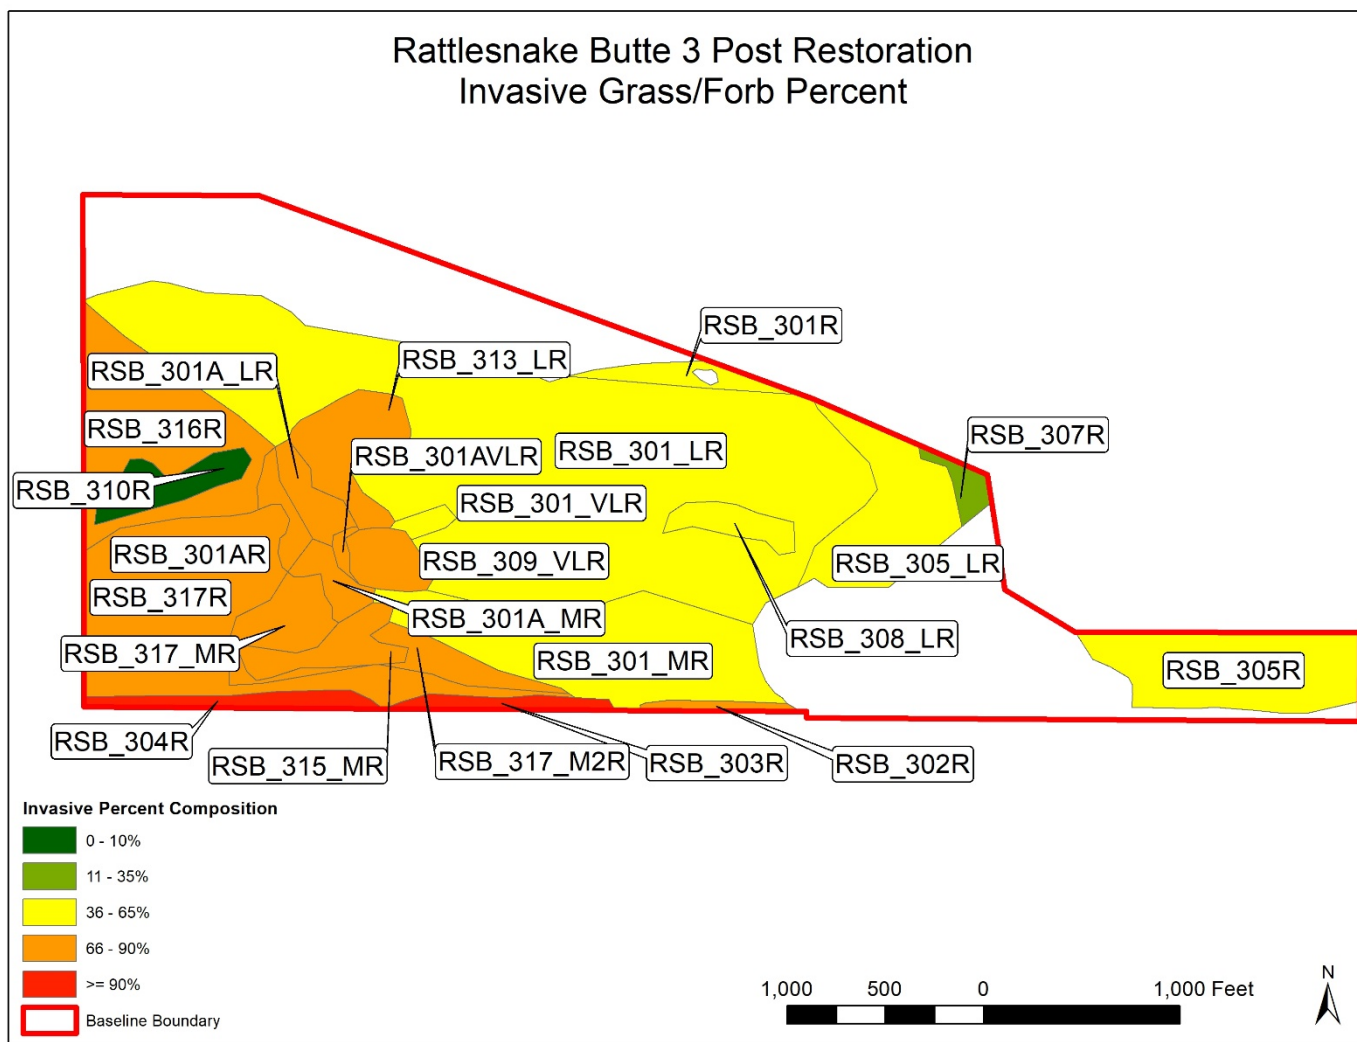 Rattlesnake Butte 3 Post Restoration
Invasive Grass/Forb Percent
RSB_301R
RSB_313_LR
RSB_301A_LR
RSB_316R
RSB_307R
RSB_301AVLR
RSB_301_LR
RSB_310R
RSB_301_VLR
RSB_301AR
RSB_309_VLR
RSB_305_LR
RSB_317R
RSB_301A_MR
RSB_308_LR
RSB_317_MR
RSB_301_MR
RSB_305R
RSB_304R
RSB_315_MR
RSB_317_M2R
RSB_303R
RSB_302R
Invasive Percent Composition
0 - 10%
11 - 35%
36 - 65%
66 - 90%
>= 90%
Baseline Boundary
1,000 500 0 1,000 Feet
N